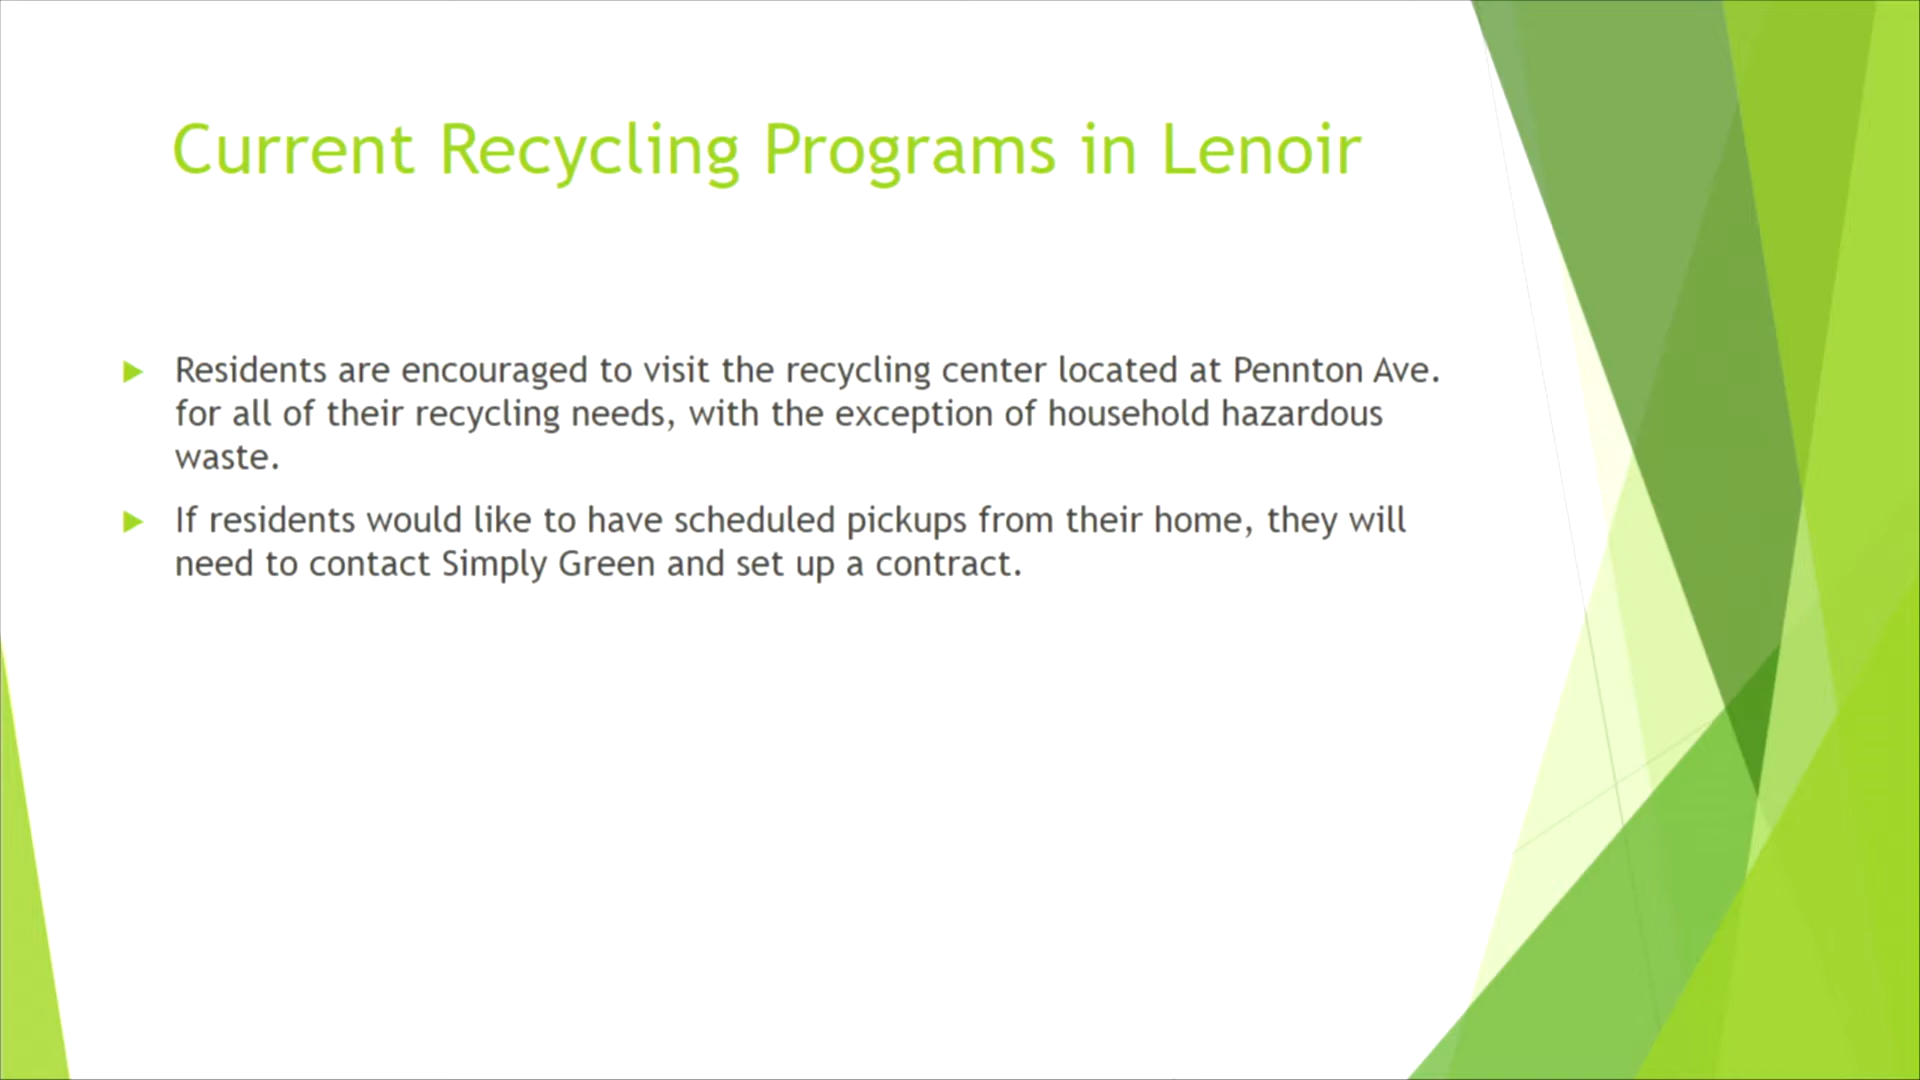 Current Recycling Programs in Lenoir
Residents are encouraged to visit the recycling center located at Pennton Ave.
for all of their recycling needs, with the exception of household hazardous
waste.
If residents would like to have scheduled pickups from their home, they will
need to contact Simply Green and set up a contract.